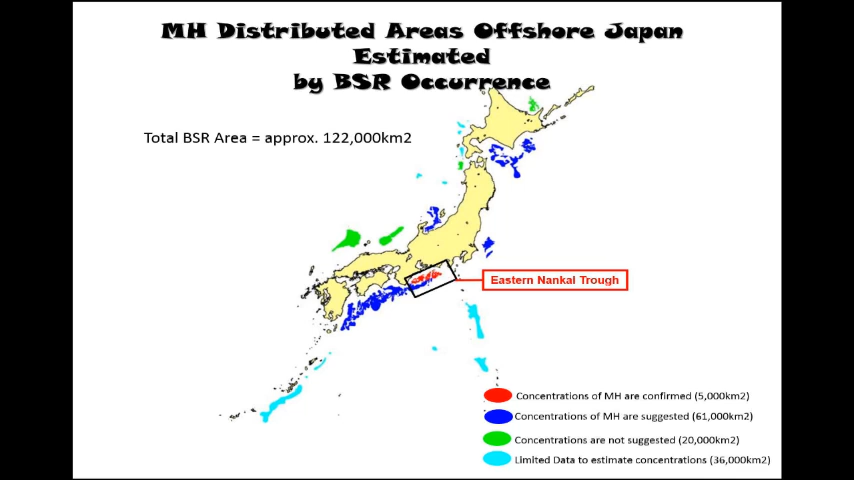 MH Distributed Areas Offshore Japan
Estimated
by BSR Occurrence
Total BSR Area = approx. 122,000km2
Eastern Nankai Trough
Concentrations of MH are confirmed (5,000km2)
Concentrations of MH are suggested (61,000km2)
Concentrations are not suggested (20,000km2)
Limited Data to estimate concentrations (36,000km2)